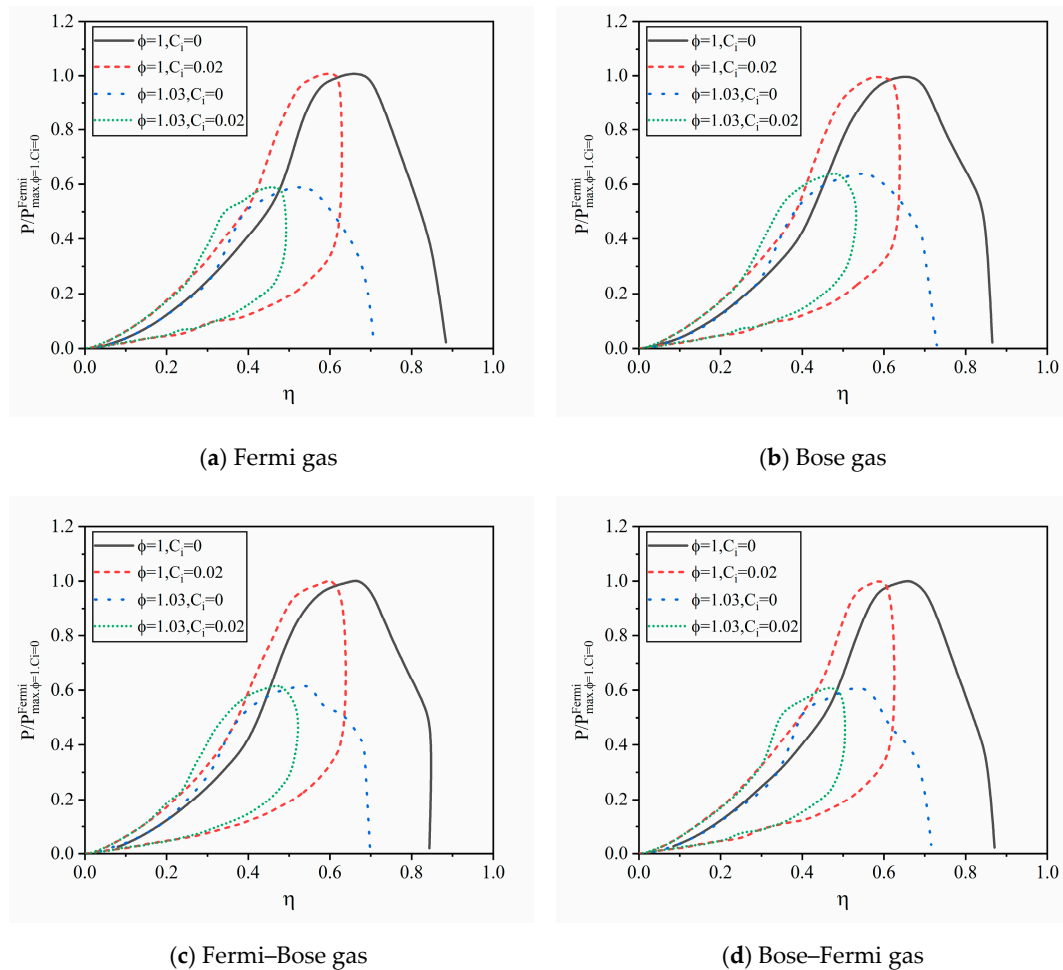 1.2
1.0
0.8
0.6
0.4
0.2
0.0
P/P^Fermi_max,ϕ=1,Ci=0
ϕ=1,C_i=0
ϕ=1,C_i=0.02
ϕ=1.03,C_i=0
ϕ=1.03,C_i=0.02
0.0 0.2 0.4 0.6 0.8 1.0
η
(a) Fermi gas
1.2
1.0
0.8
0.6
0.4
0.2
0.0
P/P^Fermi_max,ϕ=1,Ci=0
ϕ=1,C_i=0
ϕ=1,C_i=0.02
ϕ=1.03,C_i=0
ϕ=1.03,C_i=0.02
0.0 0.2 0.4 0.6 0.8 1.0
η
(b) Bose gas
1.2
1.0
0.8
0.6
0.4
0.2
0.0
P/P^Fermi_max,ϕ=1,Ci=0
ϕ=1,C_i=0
ϕ=1,C_i=0.02
ϕ=1.03,C_i=0
ϕ=1.03,C_i=0.02
0.0 0.2 0.4 0.6 0.8 1.0
η
(c) Fermi–Bose gas
1.2
1.0
0.8
0.6
0.4
0.2
0.0
P/P^Fermi_max,ϕ=1,Ci=0
ϕ=1,C_i=0
ϕ=1,C_i=0.02
ϕ=1.03,C_i=0
ϕ=1.03,C_i=0.02
0.0 0.2 0.4 0.6 0.8 1.0
η
(d) Bose–Fermi gas